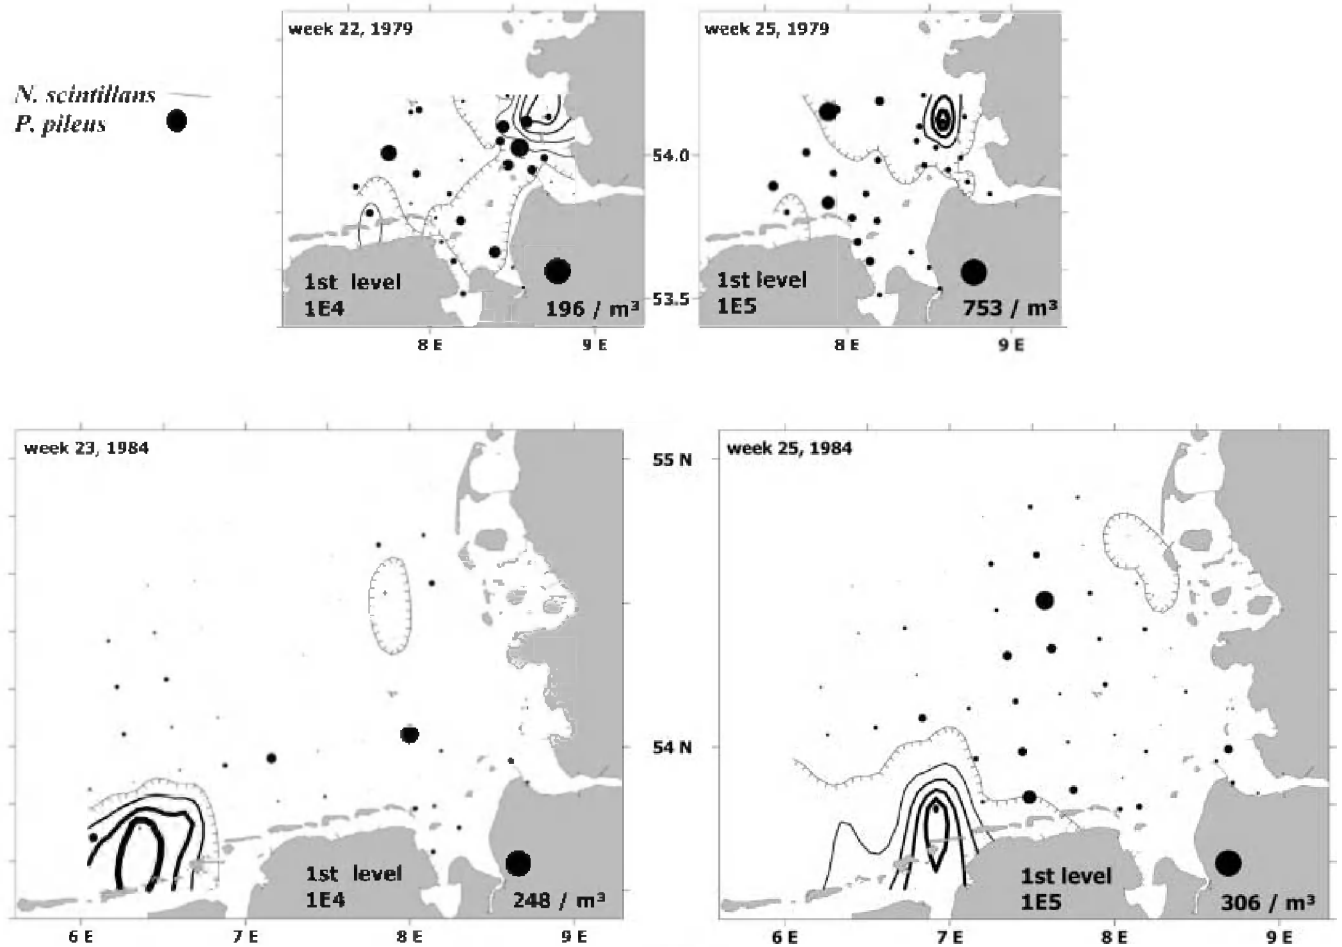 week 22, 1979
week 25, 1979
N. scintillans
P. pileus
54.0
1st level
1E4
196 / m³
1st level
1E5
753 / m³
53.5
8 E
9 E
8 E
9 E
week 23, 1984
55 N
week 25, 1984
54 N
1st level
1E4
248 / m³
1st level
1E5
306 / m³
6 E
7 E
8 E
9 E
7 E
8 E
9 E